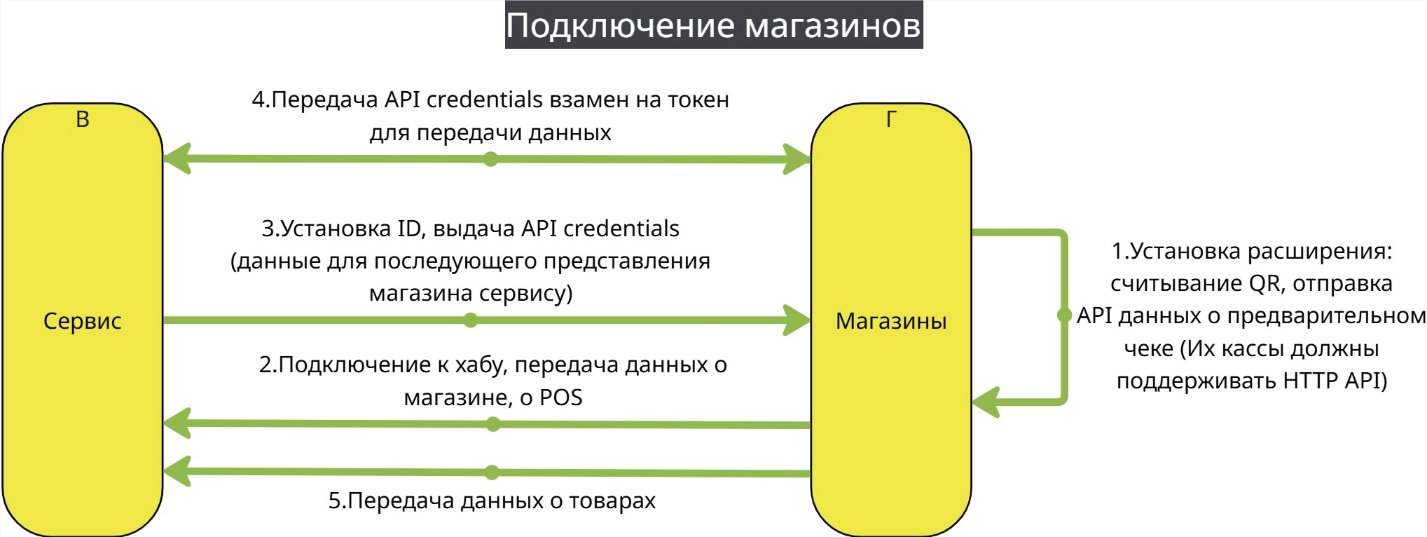 Подключение магазинов
В
Г
4.Передача API credentials взамен на токен
для передачи данных
3.Установка ID, выдача API credentials
(данные для последующего представления
магазина сервису)
Сервис
Магазины
1.Установка расширения:
считывание QR, отправка
API данных о предварительном
чеке (Их кассы должны
поддерживать HTTP API)
2.Подключение к хабу, передача данных о
магазине, о POS
5.Передача данных о товарах